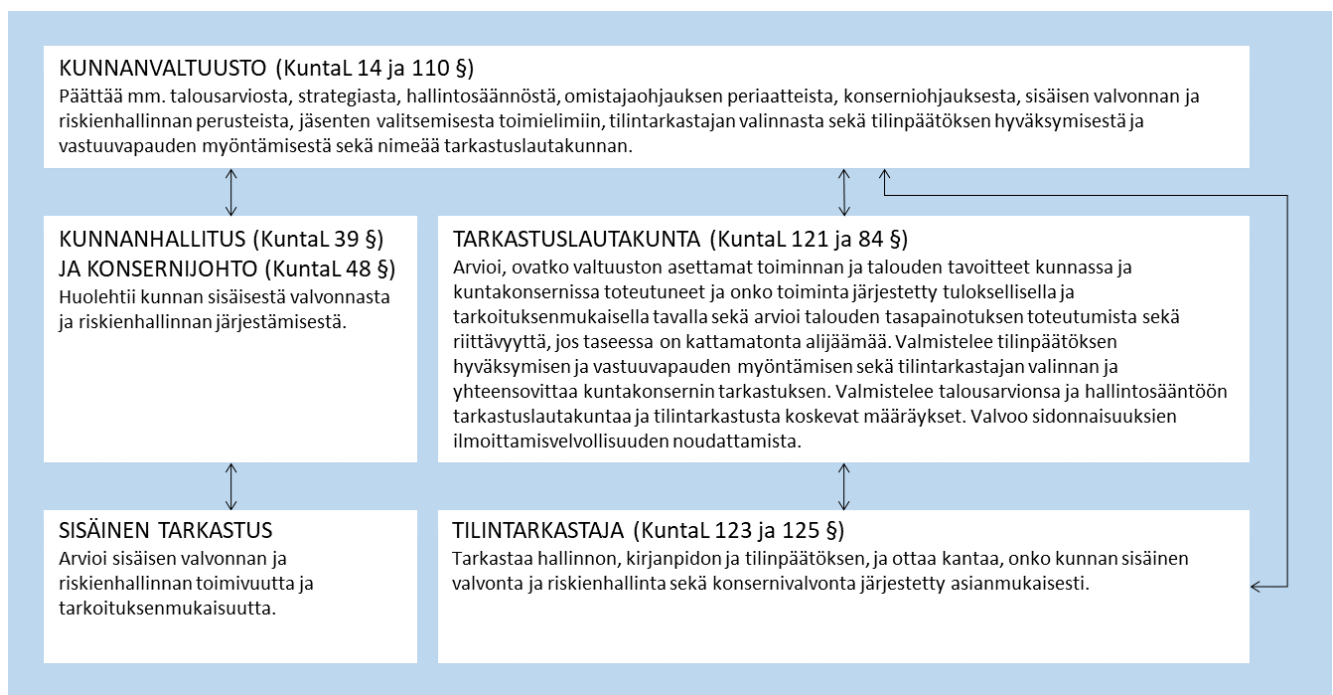 KUNNANVALTUUSTO (KuntaL 14 ja 110 §)
Päättää mm. talousarviosta, strategiasta, hallintosäännöstä, omistajaohjauksen periaatteista, konserniohjauksesta, sisäisen valvonnan ja
riskienhallinnan perusteista, jäsenten valitsemisesta toimielimiin, tilintarkastajan valinnasta sekä tilinpäätöksen hyväksymisestä ja
vastuuvapauden myöntämisestä sekä nimeää tarkastuslautakunnan.
KUNNANHALLITUS (KuntaL 39 §)
JA KONSERNIJOHTO (KuntaL 48 §)
Huolehtii kunnan sisäisestä valvonnasta
ja riskienhallinnan järjestämisestä.
TARKASTUSLAUTAKUNTA (KuntaL 121 ja 84 §)
Arvioi, ovatko valtuuston asettamat toiminnan ja talouden tavoitteet kunnassa ja
kuntakonsernissa toteutuneet ja onko toiminta järjestetty tuloksellisella ja
tarkoituksenmukaisella tavalla sekä arvioi talouden tasapainotuksen toteutumista sekä
riittävyyttä, jos taseessa on kattamatonta alijäämää. Valmistelee tilinpäätöksen
hyväksymisen ja vastuuvapauden myöntämisen sekä tilintarkastajan valinnan ja
yhteensovittaa kuntakonsernin tarkastuksen. Valmistelee talousarvionsa ja hallintosääntöön
tarkastuslautakuntaa ja tilintarkastusta koskevat määräykset. Valvoo sidonnaisuuksien
ilmoittamisvelvollisuuden noudattamista.
SISÄINEN TARKASTUS
Arvioi sisäisen valvonnan ja
riskienhallinnan toimivuutta ja
tarkoituksenmukaisuutta.
TILINTARKASTAJA (KuntaL 123 ja 125 §)
Tarkastaa hallinnon, kirjanpidon ja tilinpäätöksen, ja ottaa kantaa, onko kunnan sisäinen
valvonta ja riskienhallinta sekä konsernivalvonta järjestetty asianmukaisesti.